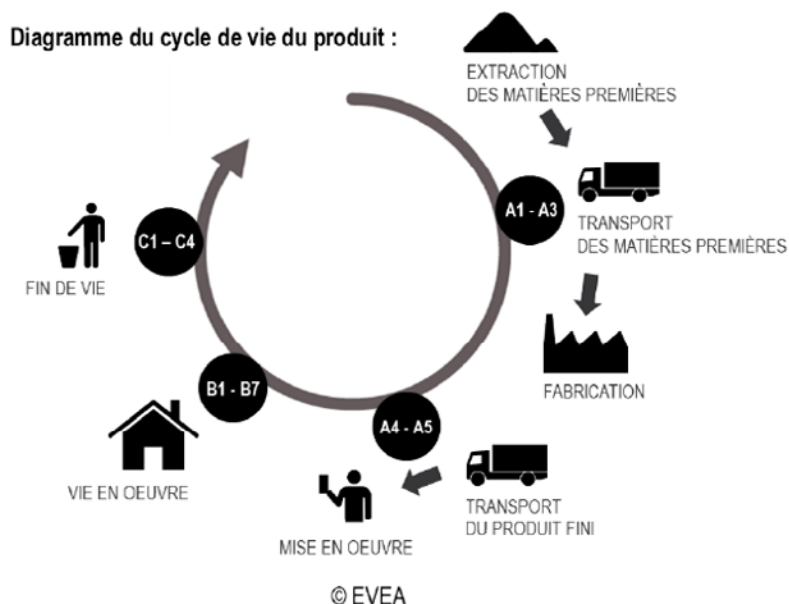 Diagramme du cycle de vie du produit :
EXTRACTION
DES MATIÈRES PREMIÈRES
A1 - A3
TRANSPORT
DES MATIÈRES PREMIÈRES
FABRICATION
A4 - A5
TRANSPORT
DU PRODUIT FINI
MISE EN OEUVRE
B1 - B7
VIE EN OEUVRE
C1 – C4
FIN DE VIE
© EVEA